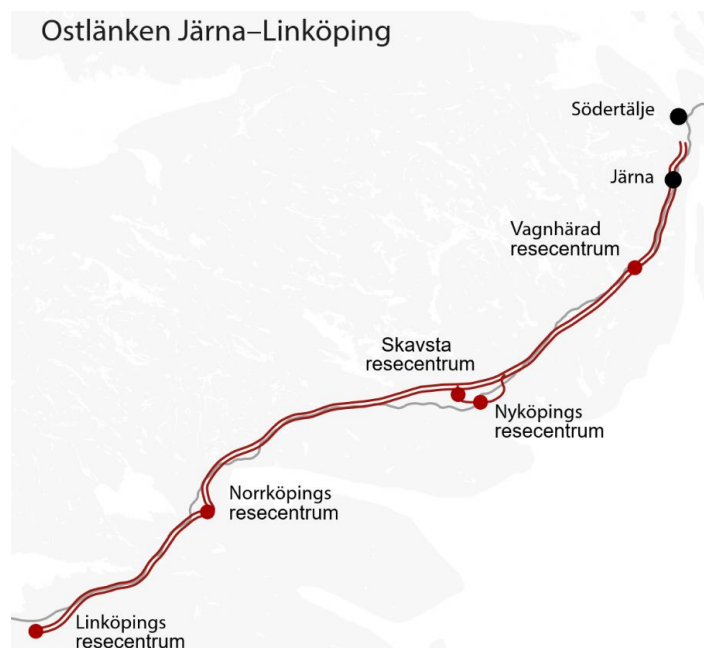 Ostlänken Järna–Linköping
Södertälje
Järna
Vagnhärad
resecentrum
Skavsta
resecentrum
Nyköpings
resecentrum
Norrköpings
resecentrum
Linköpings
resecentrum